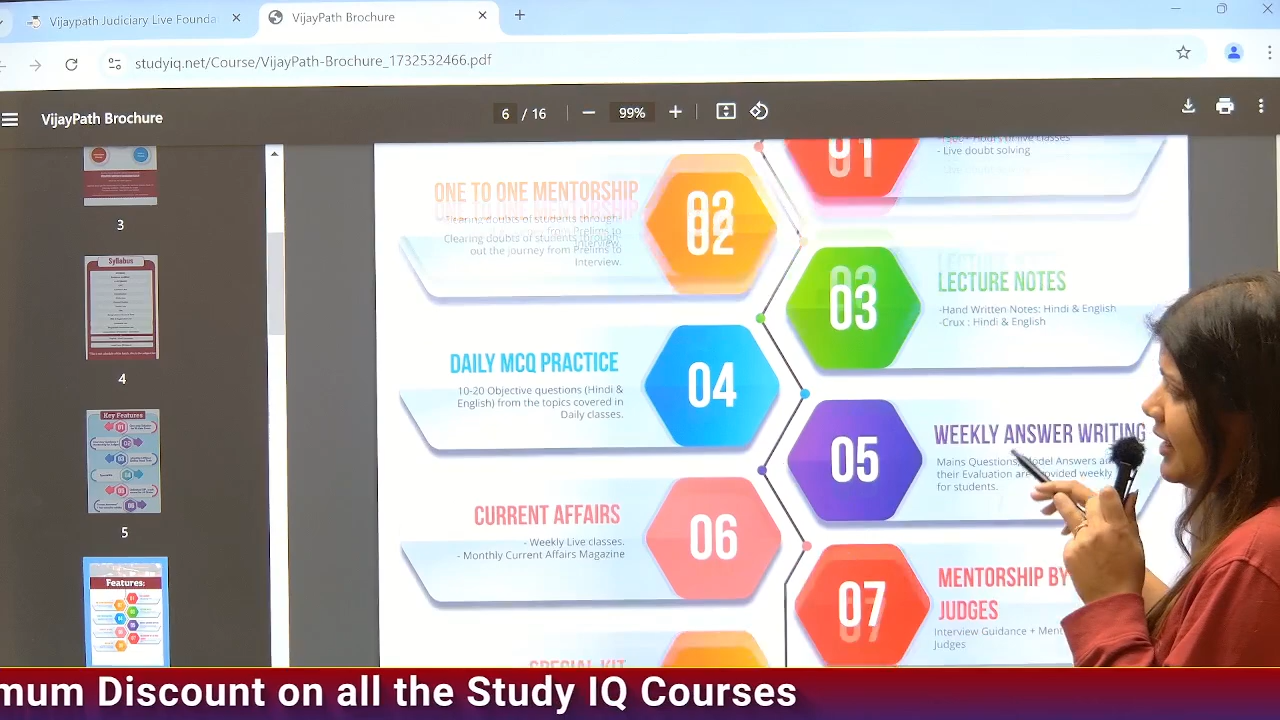 Vijaypath Judiciary Live Founda
VijayPath Brochure
studyiq.net/Course/VijayPath-Brochure_1732532466.pdf
VijayPath Brochure
6 / 16
99%
3
Syllabus
4
Key Features
5
Features:
01
- Live doubt solving
ONE TO ONE MENTORSHIP
Clearing doubts of students through-
out the journey from Prelims to
Interview.
02
03
LECTURE NOTES
-Hand Written Notes: Hindi & English
-Crux : Hindi & English
DAILY MCQ PRACTICE
10-20 Objective questions (Hindi &
English) from the topics covered in
Daily classes.
04
05
WEEKLY ANSWER WRITING
Mains Questions, Model Answers
their Evaluation are provided weekly
for students.
CURRENT AFFAIRS
- Weekly Live classes.
- Monthly Current Affairs Magazine
06
07
MENTORSHIP BY
JUDGES
Interview Guidance +
Judges
SPECIAL KIT
mum Discount on all the Study IQ Courses